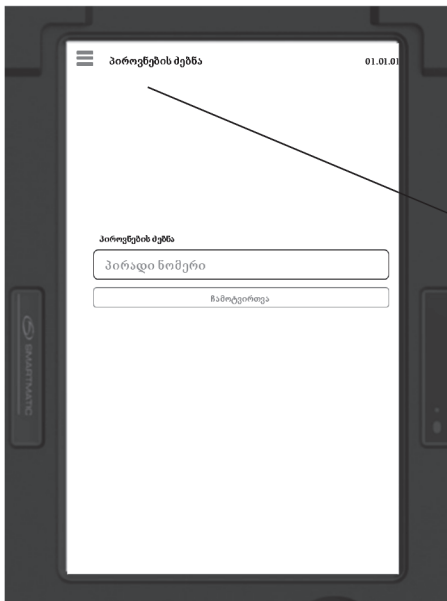 პიროვნების ძებნა 01.01.01
პიროვნების ძებნა
პირადი ნომერი
ჩამოტვირთვა
SMARTMATIC